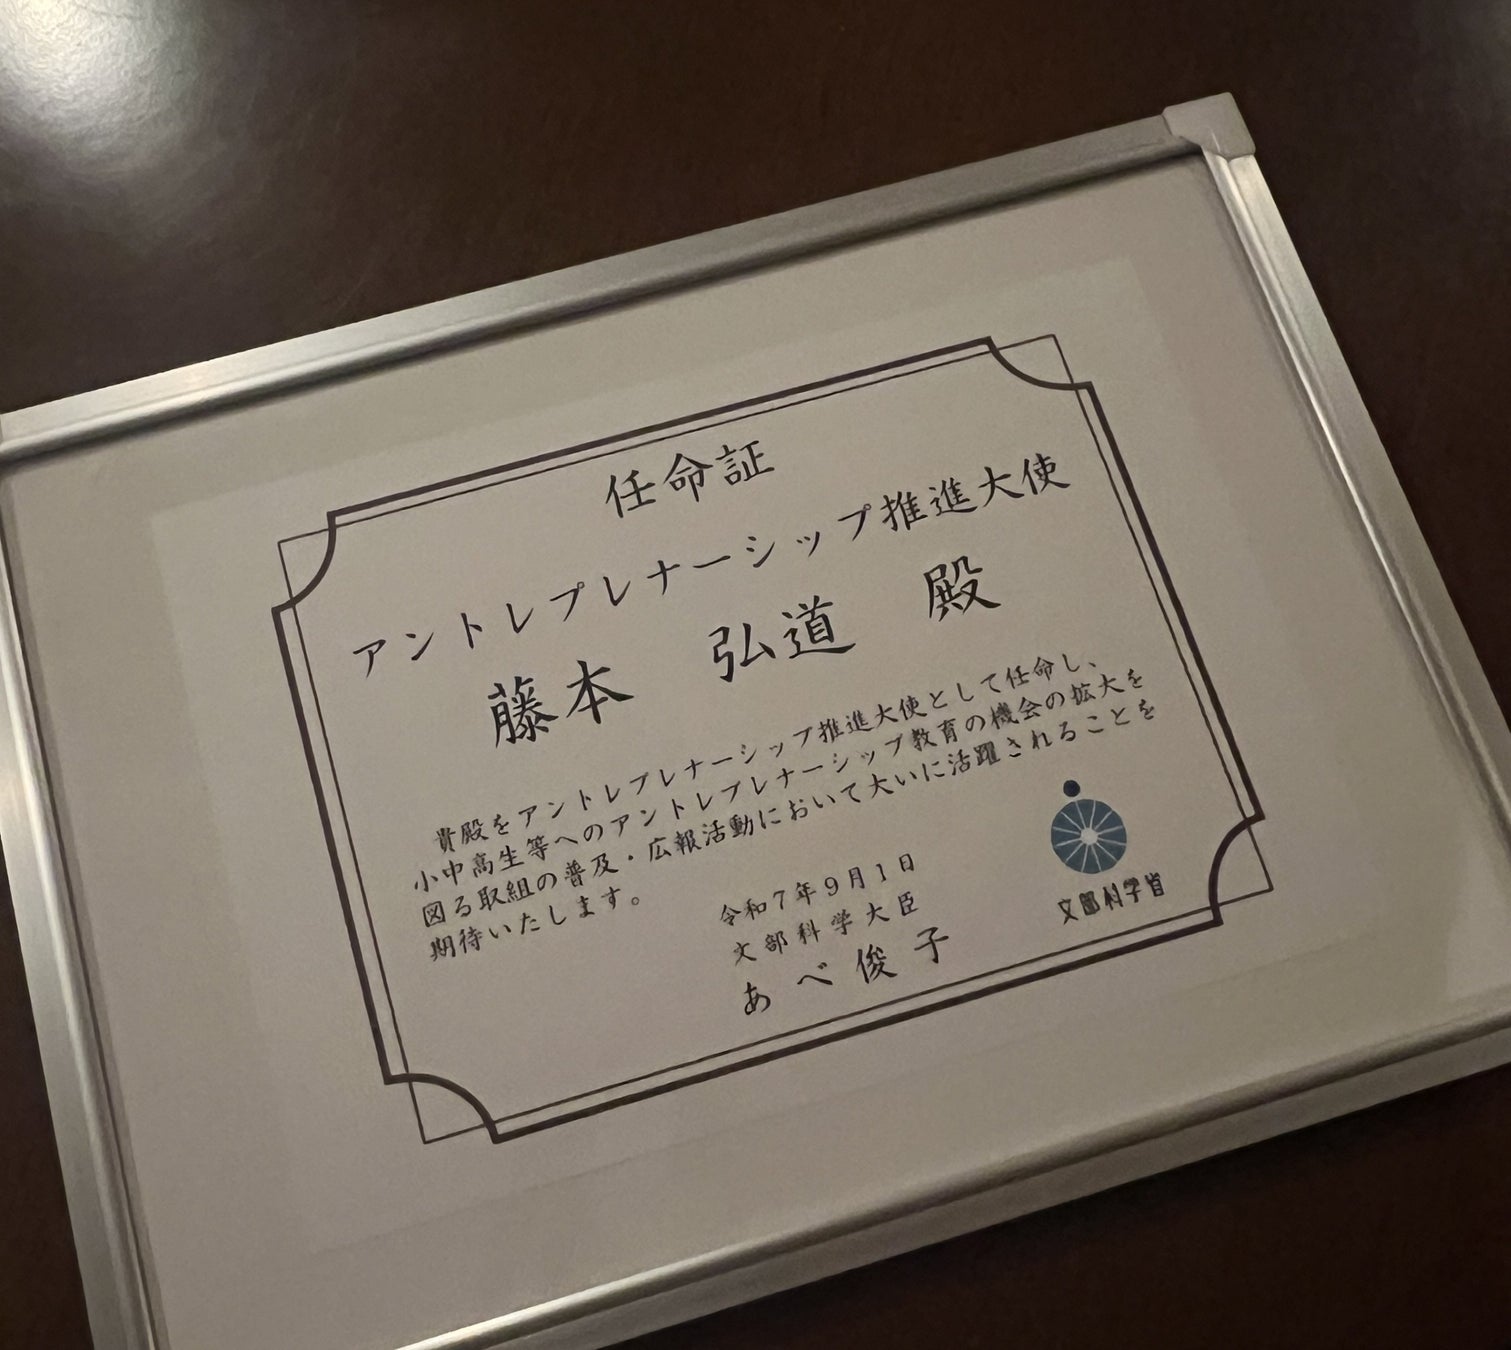 任命証
アントレプレナーシップ推進大使
藤本　弘道　殿
貴殿をアントレプレナーシップ推進大使として任命し、
小中高生等へのアントレプレナーシップ教育の機会の拡大を
図る取組の普及・広報活動において大いに活躍されることを
期待いたします。
令和7年9月1日
文部科学大臣
あべ俊子
文部科学省